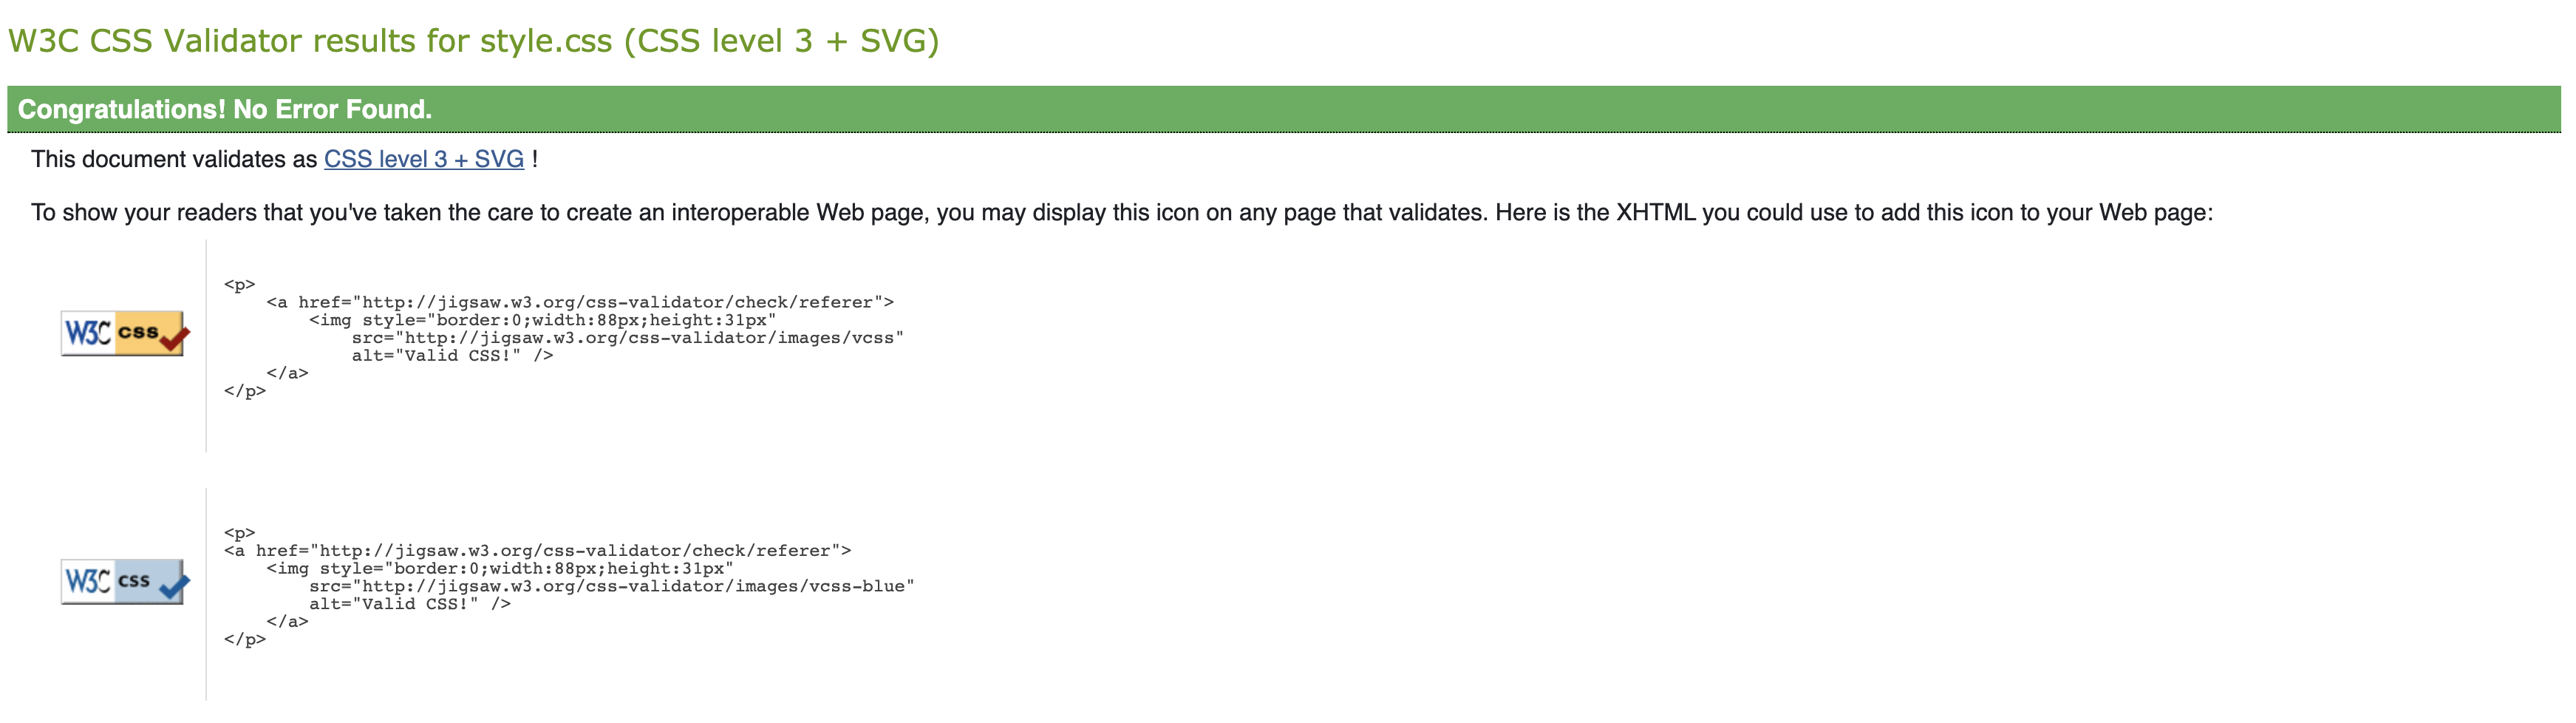 W3C CSS Validator results for style.css (CSS level 3 + SVG)
Congratulations! No Error Found.
This document validates as CSS level 3 + SVG !
To show your readers that you've taken the care to create an interoperable Web page, you may display this icon on any page that validates. Here is the XHTML you could use to add this icon to your Web page:
W3C css
<p>
    <a href="http://jigsaw.w3.org/css-validator/check/referer">
        <img style="border:0;width:88px;height:31px"
            src="http://jigsaw.w3.org/css-validator/images/vcss"
            alt="Valid CSS!" />
    </a>
</p>
W3C css
<p>
<a href="http://jigsaw.w3.org/css-validator/check/referer">
    <img style="border:0;width:88px;height:31px"
        src="http://jigsaw.w3.org/css-validator/images/vcss-blue"
        alt="Valid CSS!" />
    </a>
</p>